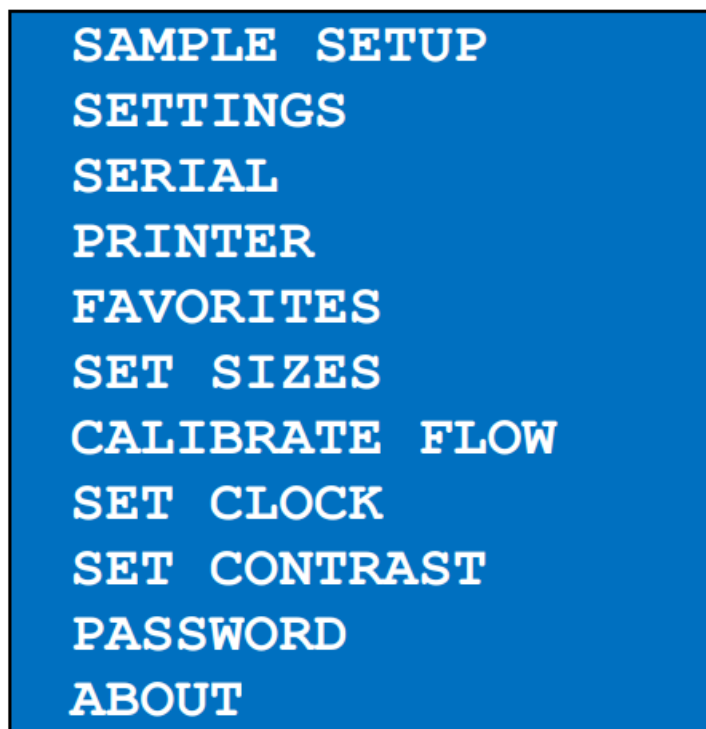 SAMPLE SETUP
SETTINGS
SERIAL
PRINTER
FAVORITES
SET SIZES
CALIBRATE FLOW
SET CLOCK
SET CONTRAST
PASSWORD
ABOUT